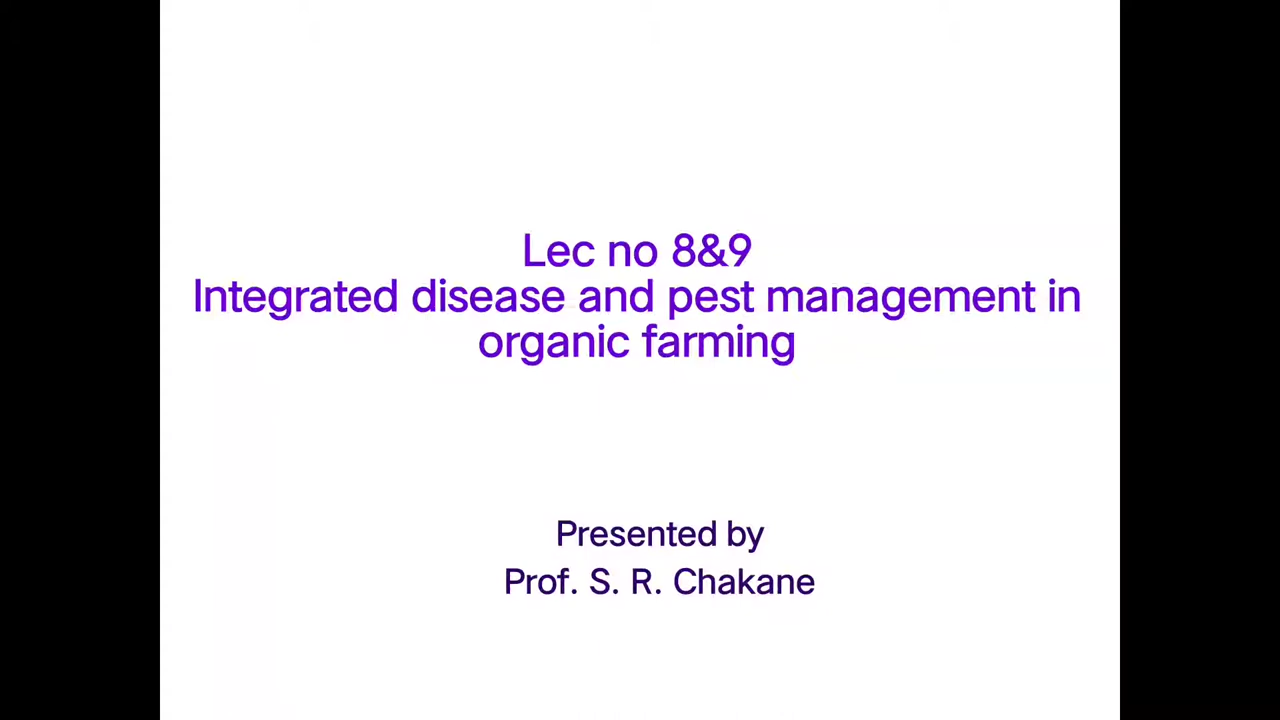 Lec no 8&9
Integrated disease and pest management in
organic farming
Presented by
Prof. S. R. Chakane